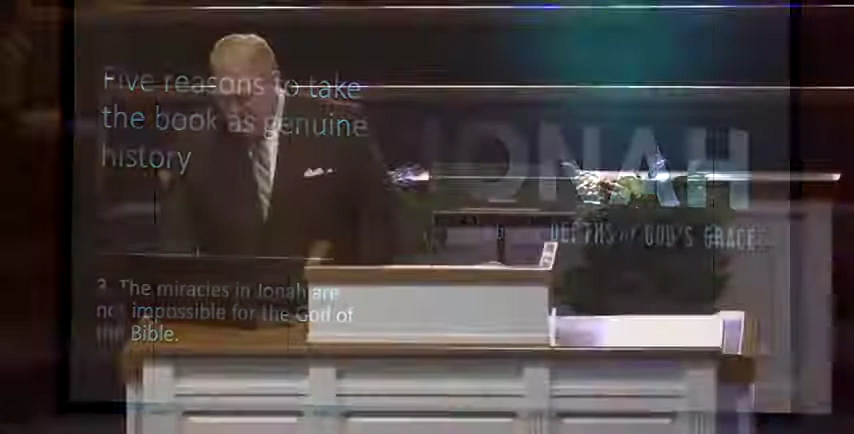 Five reasons to take
the book as genuine
history
JONAH
DEPTHS of GOD'S GRACE
3. The miracles in Jonah are
not impossible for the God of
the Bible.